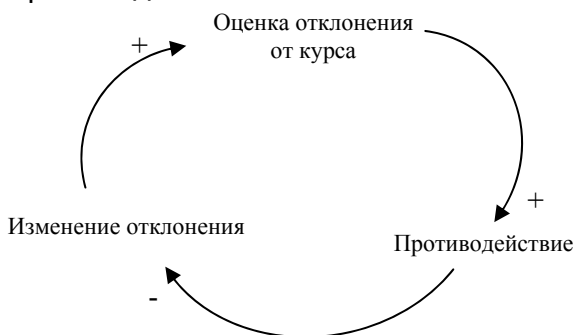 Оценка отклонения
от курса
+
+
Изменение отклонения
Противодействие
-